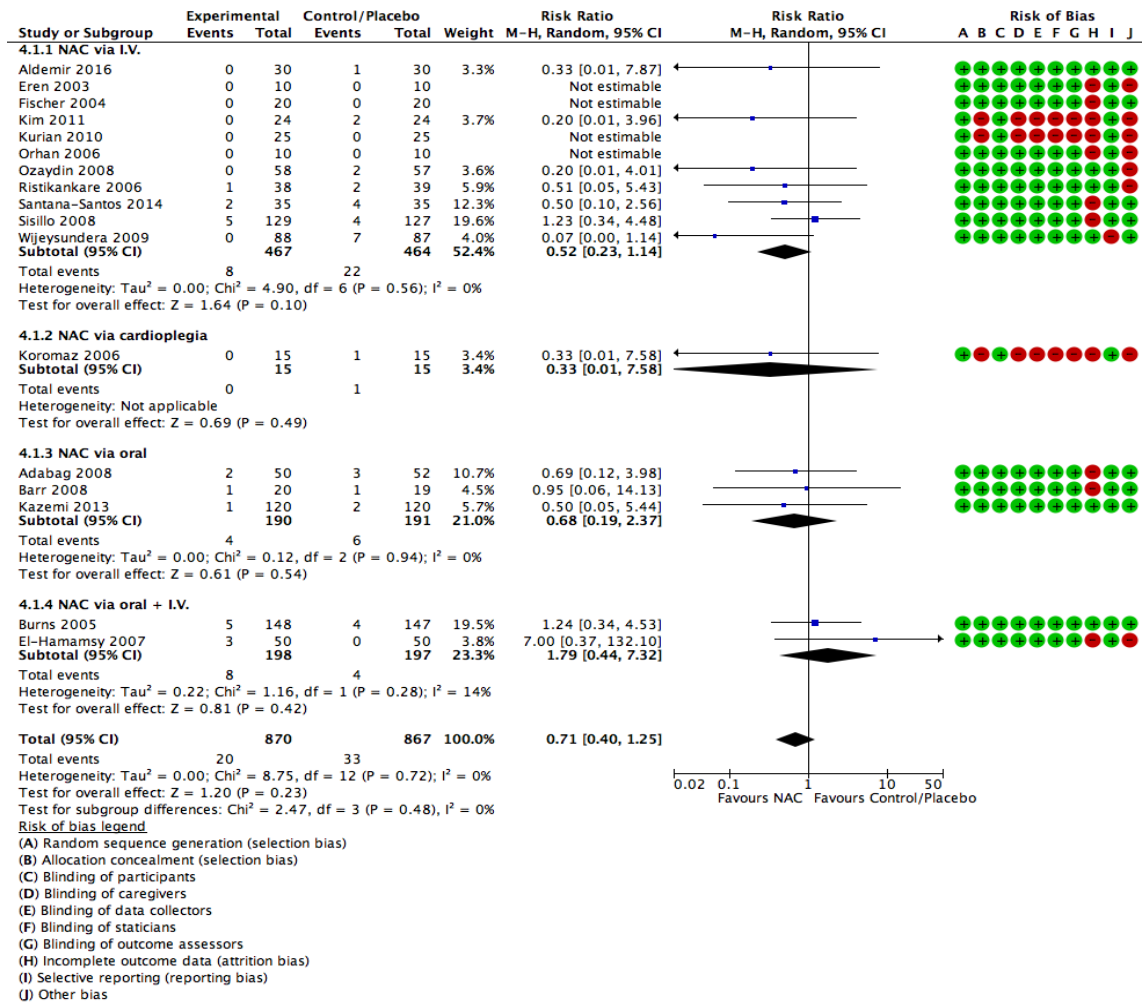 Experimental Control/Placebo Risk Ratio Risk Ratio Risk of Bias
Study or Subgroup Events Total Events Total Weight M-H, Random, 95% CI M-H, Random, 95% CI A B C D E F G H I J
4.1.1 NAC via I.V.
Aldemir 2016 0 30 1 30 3.3% 0.33 [0.01, 7.87]
Eren 2003 0 10 0 10 Not estimable
Fischer 2004 0 20 0 20 Not estimable
Kim 2011 0 24 2 24 3.7% 0.20 [0.01, 3.96]
Kurian 2010 0 25 0 25 Not estimable
Orhan 2006 0 10 0 10 Not estimable
Ozaydin 2008 0 58 2 57 3.6% 0.20 [0.01, 4.01]
Ristikankare 2006 1 38 2 39 5.9% 0.51 [0.05, 5.43]
Santana-Santos 2014 2 35 4 35 12.3% 0.50 [0.10, 2.56]
Sisillo 2008 5 129 4 127 19.6% 1.23 [0.34, 4.48]
Wijeysundera 2009 0 88 7 87 4.0% 0.07 [0.00, 1.14]
Subtotal (95% CI) 467 464 52.4% 0.52 [0.23, 1.14]
Total events 8 22
Heterogeneity: Tau² = 0.00; Chi² = 4.90, df = 6 (P = 0.56); I² = 0%
Test for overall effect: Z = 1.64 (P = 0.10)
4.1.2 NAC via cardioplegia
Koromaz 2006 0 15 1 15 3.4% 0.33 [0.01, 7.58]
Subtotal (95% CI) 15 15 3.4% 0.33 [0.01, 7.58]
Total events 0 1
Heterogeneity: Not applicable
Test for overall effect: Z = 0.69 (P = 0.49)
4.1.3 NAC via oral
Adabag 2008 2 50 3 52 10.7% 0.69 [0.12, 3.98]
Barr 2008 1 20 1 19 4.5% 0.95 [0.06, 14.13]
Kazemi 2013 1 120 2 120 5.7% 0.50 [0.05, 5.44]
Subtotal (95% CI) 190 191 21.0% 0.68 [0.19, 2.37]
Total events 4 6
Heterogeneity: Tau² = 0.00; Chi² = 0.12, df = 2 (P = 0.94); I² = 0%
Test for overall effect: Z = 0.61 (P = 0.54)
4.1.4 NAC via oral + I.V.
Burns 2005 5 148 4 147 19.5% 1.24 [0.34, 4.53]
El-Hamamsy 2007 3 50 0 50 3.8% 7.00 [0.37, 132.10]
Subtotal (95% CI) 198 197 23.3% 1.79 [0.44, 7.32]
Total events 8 4
Heterogeneity: Tau² = 0.22; Chi² = 1.16, df = 1 (P = 0.28); I² = 14%
Test for overall effect: Z = 0.81 (P = 0.42)
Total (95% CI) 870 867 100.0% 0.71 [0.40, 1.25]
Total events 20 33
Heterogeneity: Tau² = 0.00; Chi² = 8.75, df = 12 (P = 0.72); I² = 0%
Test for overall effect: Z = 1.20 (P = 0.23)
Test for subgroup differences: Chi² = 2.47, df = 3 (P = 0.48), I² = 0%
0.02 0.1 1 10 50
Favours NAC Favours Control/Placebo
Risk of bias legend
(A) Random sequence generation (selection bias)
(B) Allocation concealment (selection bias)
(C) Blinding of participants
(D) Blinding of caregivers
(E) Blinding of data collectors
(F) Blinding of staticians
(G) Blinding of outcome assessors
(H) Incomplete outcome data (attrition bias)
(I) Selective reporting (reporting bias)
(J) Other bias